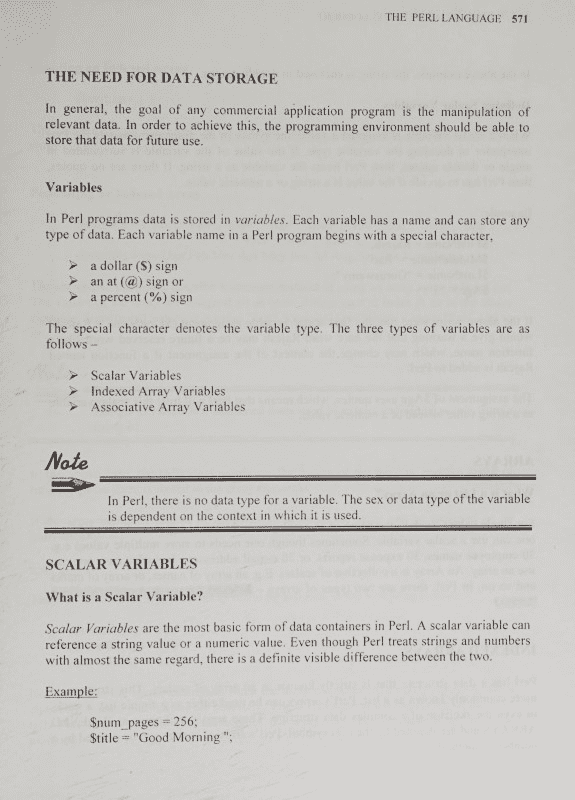 THE PERL LANGUAGE 571
THE NEED FOR DATA STORAGE
In general, the goal of any commercial application program is the manipulation of
relevant data. In order to achieve this, the programming environment should be able to
store that data for future use.
Variables
In Perl programs data is stored in variables. Each variable has a name and can store any
type of data. Each variable name in a Perl program begins with a special character,
➢ a dollar ($) sign
➢ an at (@) sign or
➢ a percent (%) sign
The special character denotes the variable type. The three types of variables are as
follows –
➢ Scalar Variables
➢ Indexed Array Variables
➢ Associative Array Variables
Note
In Perl, there is no data type for a variable. The sex or data type of the variable
is dependent on the context in which it is used.
SCALAR VARIABLES
What is a Scalar Variable?
Scalar Variables are the most basic form of data containers in Perl. A scalar variable can
reference a string value or a numeric value. Even though Perl treats strings and numbers
with almost the same regard, there is a definite visible difference between the two.
Example:
$num_pages = 256;
$title = "Good Morning ";